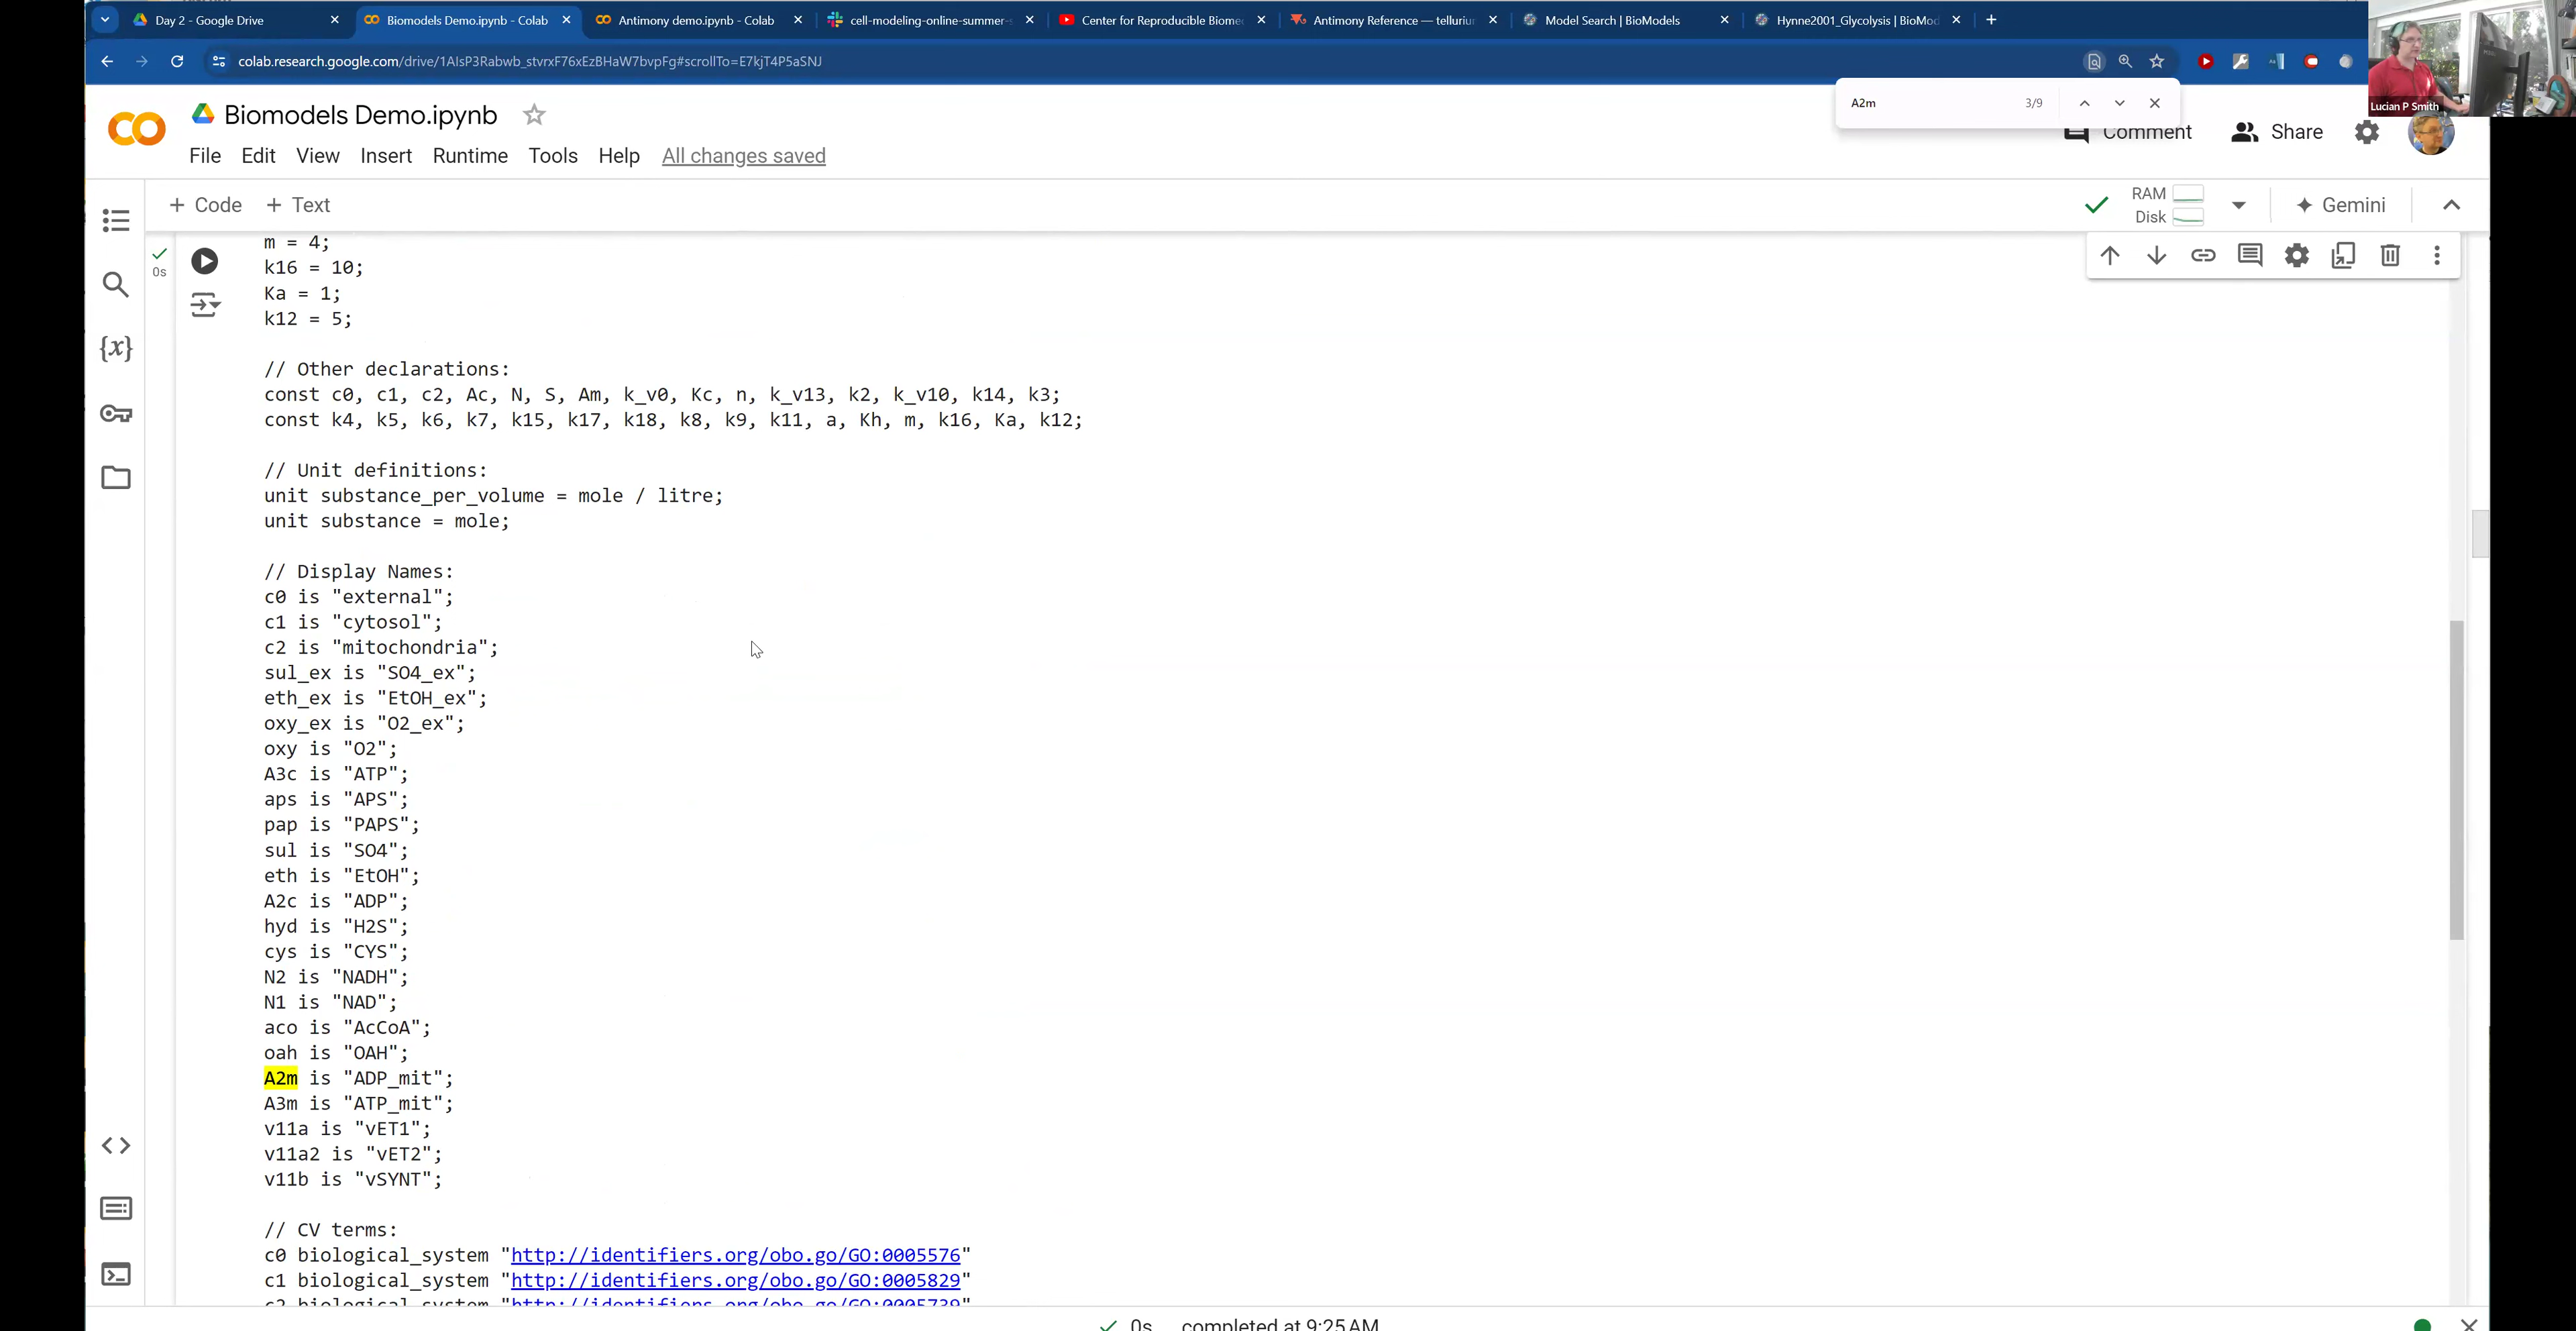 Day 2 - Google Drive
Biomodels Demo.ipynb - Colab
Antimony demo.ipynb - Colab
cell-modeling-online-summer-s
Center for Reproducible Biome
Antimony Reference — telluriu
Model Search | BioModels
Hynne2001_Glycolysis | BioMod
colab.research.google.com/drive/1AIsP3Rabwb_stvrxF76xEzBHaW7bvpFg#scrollTo=E7kjT4P5aSNJ
A2m 3/9
Lucian P Smith
Biomodels Demo.ipynb
Comment
Share
File Edit View Insert Runtime Tools Help All changes saved
+ Code + Text
RAM
Disk
Gemini
0s
m = 4;
k16 = 10;
Ka = 1;
k12 = 5;
// Other declarations:
const c0, c1, c2, Ac, N, S, Am, k_v0, Kc, n, k_v13, k2, k_v10, k14, k3;
const k4, k5, k6, k7, k15, k17, k18, k8, k9, k11, a, Kh, m, k16, Ka, k12;
// Unit definitions:
unit substance_per_volume = mole / litre;
unit substance = mole;
// Display Names:
c0 is "external";
c1 is "cytosol";
c2 is "mitochondria";
sul_ex is "SO4_ex";
eth_ex is "EtOH_ex";
oxy_ex is "O2_ex";
oxy is "O2";
A3c is "ATP";
aps is "APS";
pap is "PAPS";
sul is "SO4";
eth is "EtOH";
A2c is "ADP";
hyd is "H2S";
cys is "CYS";
N2 is "NADH";
N1 is "NAD";
aco is "AcCoA";
oah is "OAH";
A2m is "ADP_mit";
A3m is "ATP_mit";
v11a is "vET1";
v11a2 is "vET2";
v11b is "vSYNT";
// CV terms:
c0 biological_system "http://identifiers.org/obo.go/GO:0005576"
c1 biological_system "http://identifiers.org/obo.go/GO:0005829"
c2 biological_system "http://identifiers.org/obo.go/GO:0005739"
0s completed at 9:25 AM